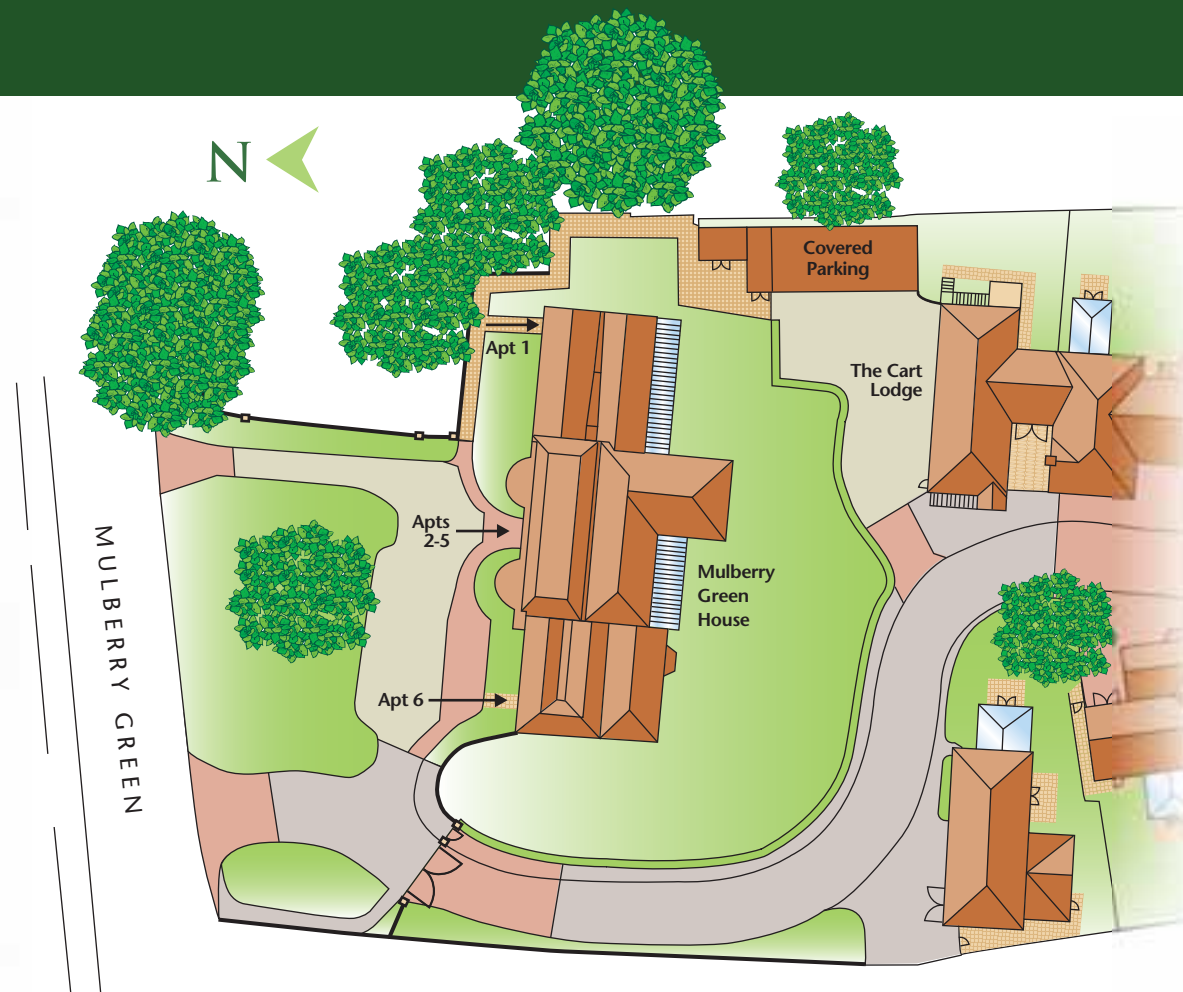 N
Covered
Parking
Apt 1
The Cart
Lodge
Apts
2-5
Mulberry
Green
House
Apt 6
MULBERRY GREEN